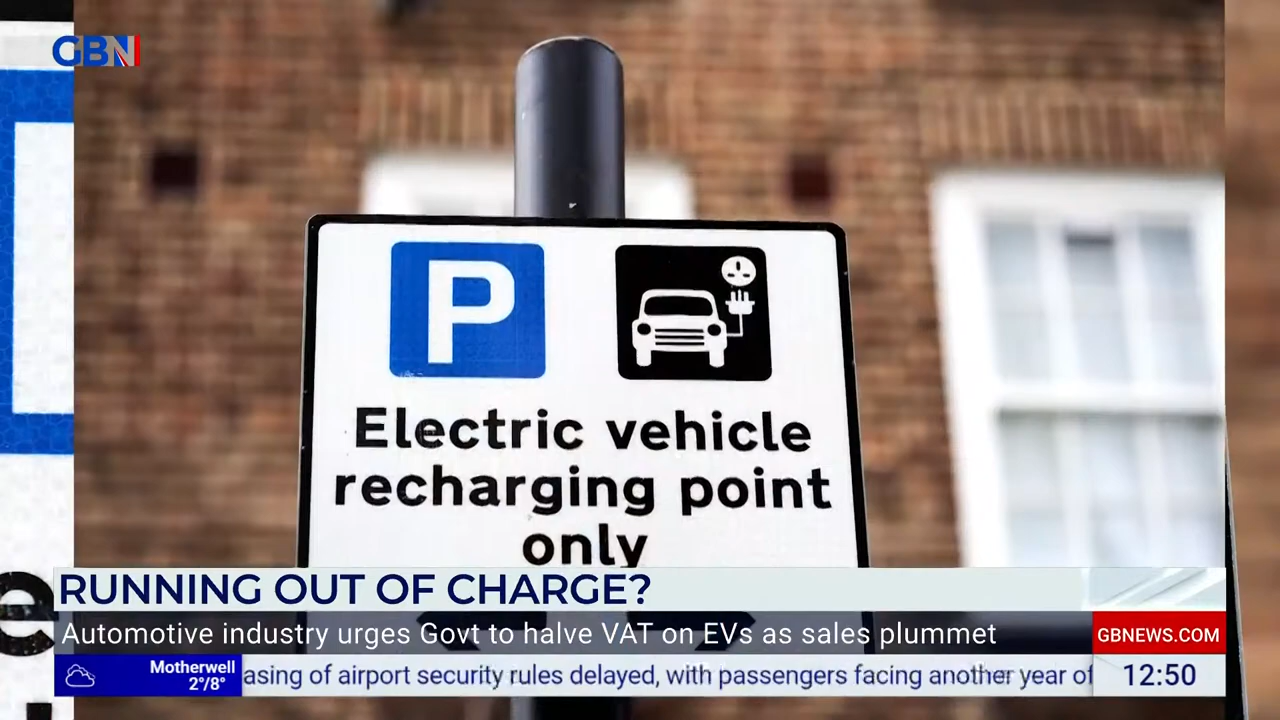 GBN
P
Electric vehicle
recharging point
only
RUNNING OUT OF CHARGE?
Automotive industry urges Govt to halve VAT on EVs as sales plummet
GBNEWS.COM
Motherwell
2°/8°
asing of airport security rules delayed, with passengers facing another year of
12:50